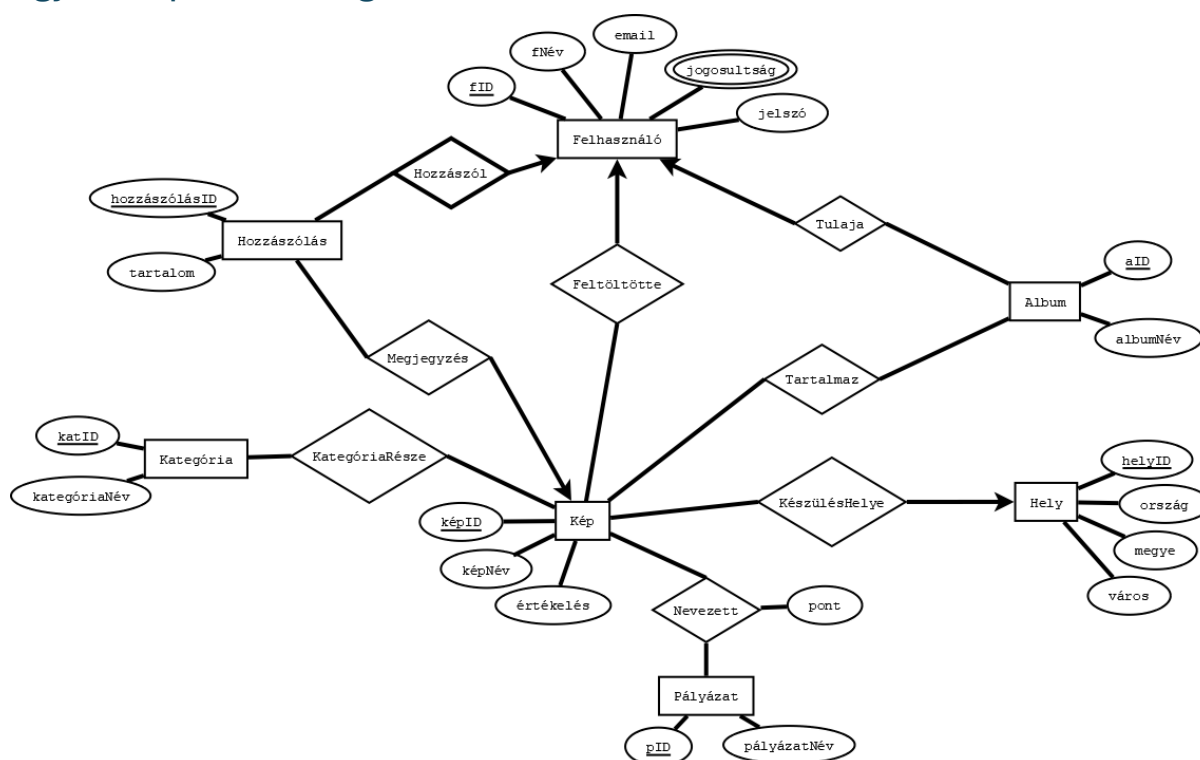 email
fNév
jogosultság
fID
jelszó
Felhasználó
Hozzászól
hozzászólásID
Tulaja
Hozzászólás
aID
tartalom
Feltöltötte
Album
albumNév
Megjegyzés
Tartalmaz
katID
KategóriaRésze
helyID
Kategória
kategóriaNév
képID
Kép
KészülésHelye
Hely
ország
képNév
megye
értékelés
Nevezett
pont
város
Pályázat
pID
pályázatNév